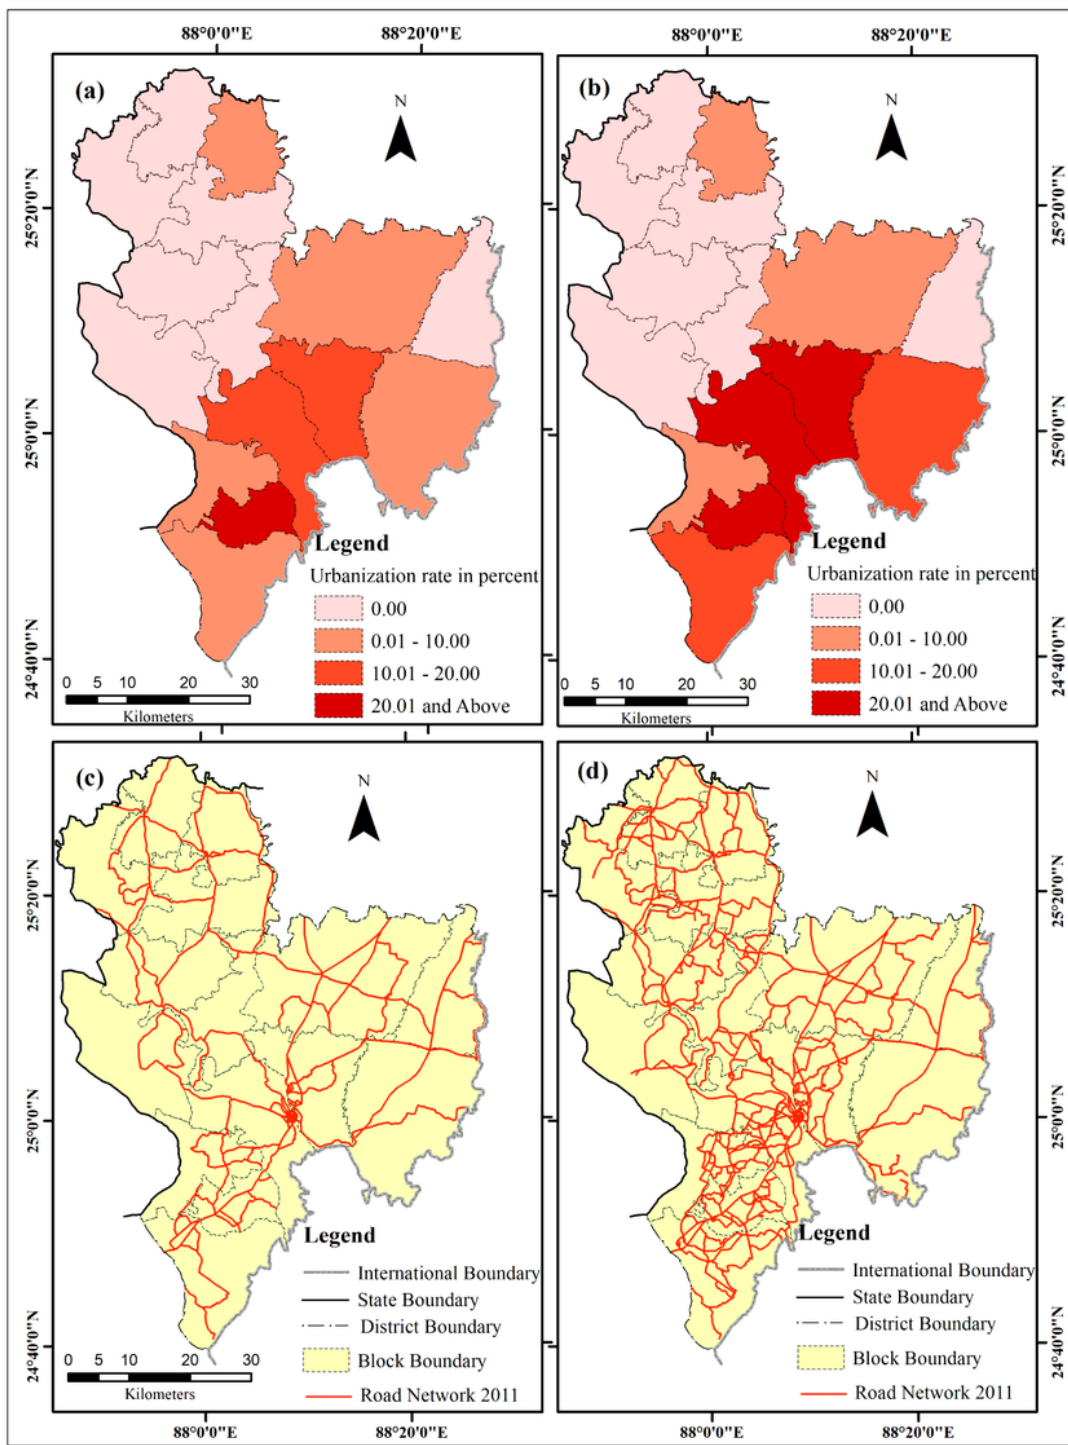 88°0'0"E 88°20'0"E 88°0'0"E 88°20'0"E
(a)
N
(b)
N
25°20'0"N
25°0'0"N
24°40'0"N
25°20'0"N
25°0'0"N
24°40'0"N
Legend
Urbanization rate in percent
0.00
0.01 - 10.00
10.01 - 20.00
20.01 and Above
0 5 10 20 30
Kilometers
Legend
Urbanization rate in percent
0.00
0.01 - 10.00
10.01 - 20.00
20.01 and Above
0 5 10 20 30
Kilometers
(c)
N
(d)
N
25°20'0"N
25°0'0"N
24°40'0"N
25°20'0"N
25°0'0"N
24°40'0"N
Legend
International Boundary
State Boundary
District Boundary
Block Boundary
Road Network 2011
0 5 10 20 30
Kilometers
Legend
International Boundary
State Boundary
District Boundary
Block Boundary
Road Network 2011
0 5 10 20 30
Kilometers
88°0'0"E 88°20'0"E 88°0'0"E 88°20'0"E